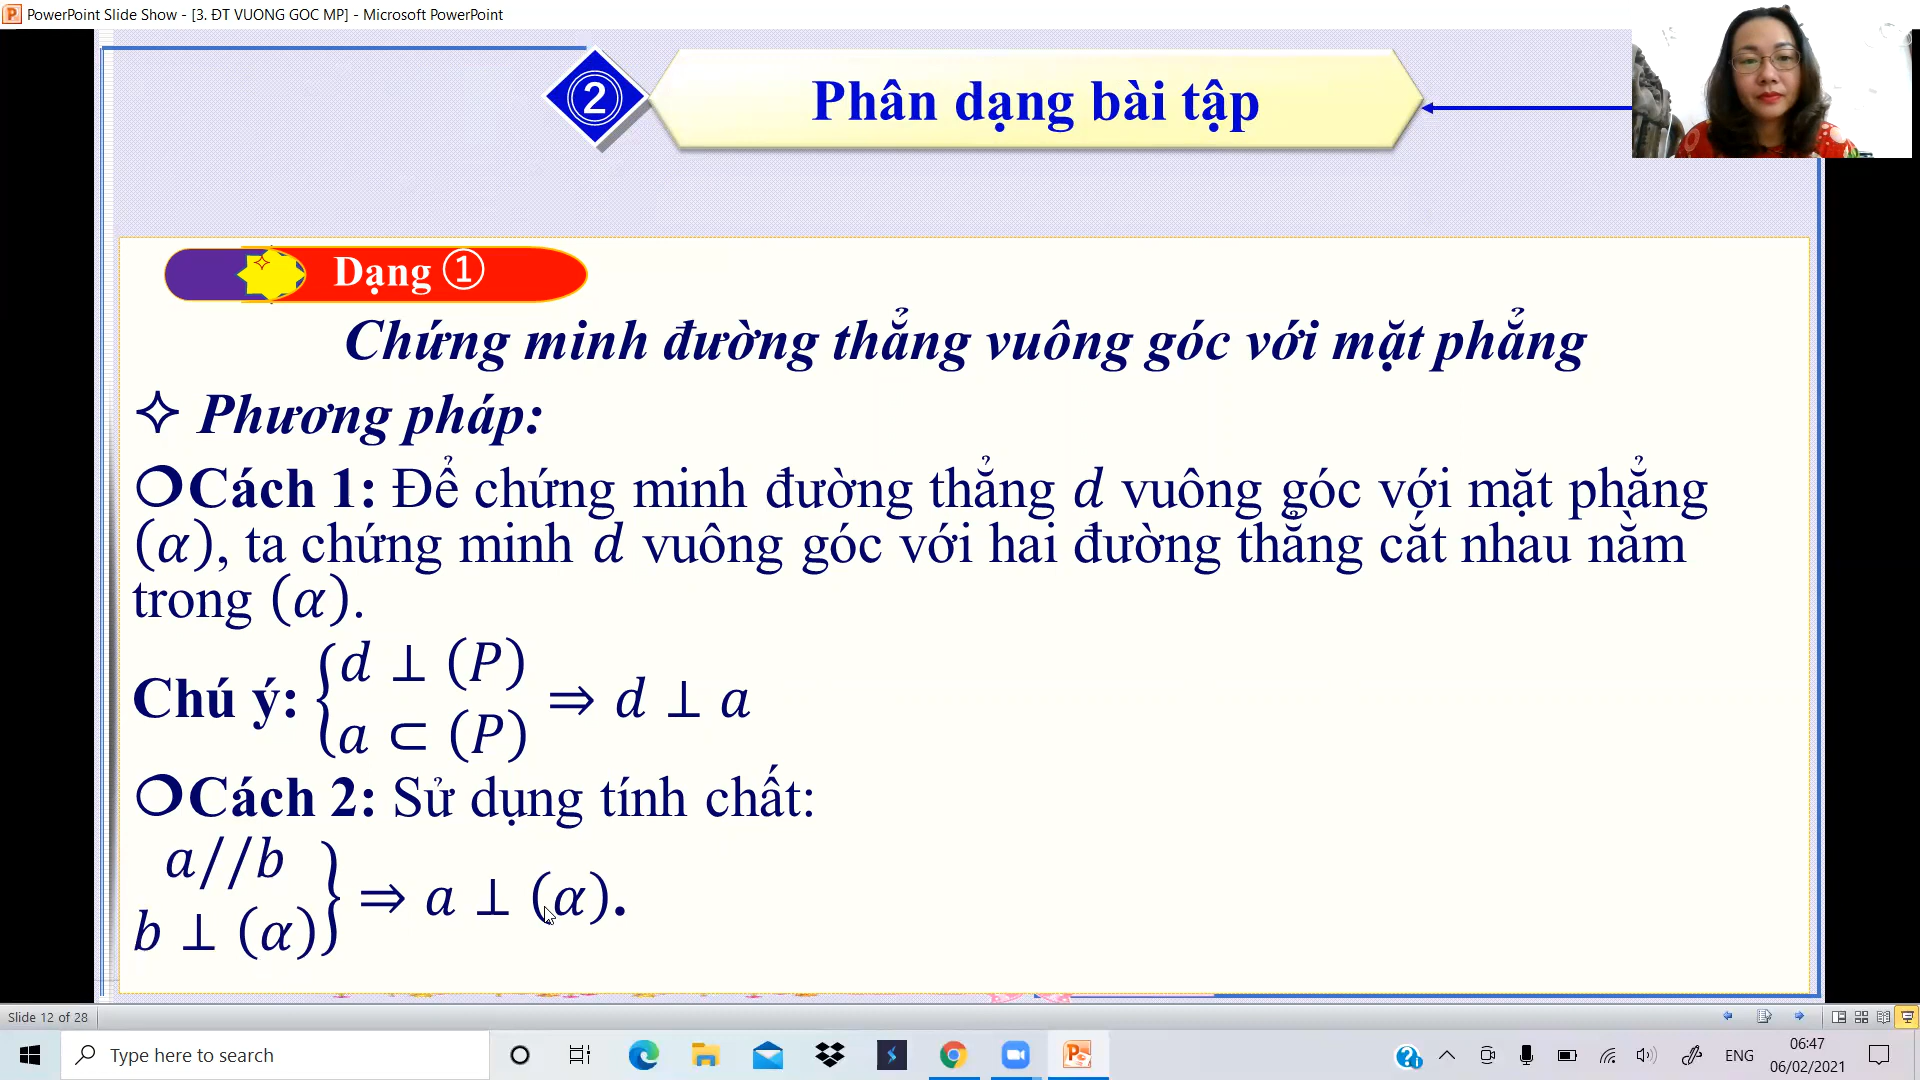 PowerPoint Slide Show - [3. ĐT VUONG GOC MP] - Microsoft PowerPoint
2
Phân dạng bài tập
Dạng ①
Chứng minh đường thẳng vuông góc với mặt phẳng
✧ Phương pháp:
❍Cách 1: Để chứng minh đường thẳng d vuông góc với mặt phẳng
(α), ta chứng minh d vuông góc với hai đường thẳng cắt nhau nằm
trong (α).
Chú ý: { d ⊥ (P)
a ⊂ (P) ⇒ d ⊥ a
❍Cách 2: Sử dụng tính chất:
a//b
b ⊥ (α) } ⇒ a ⊥ (α).
Slide 12 of 28
Type here to search
ENG
06:47
06/02/2021